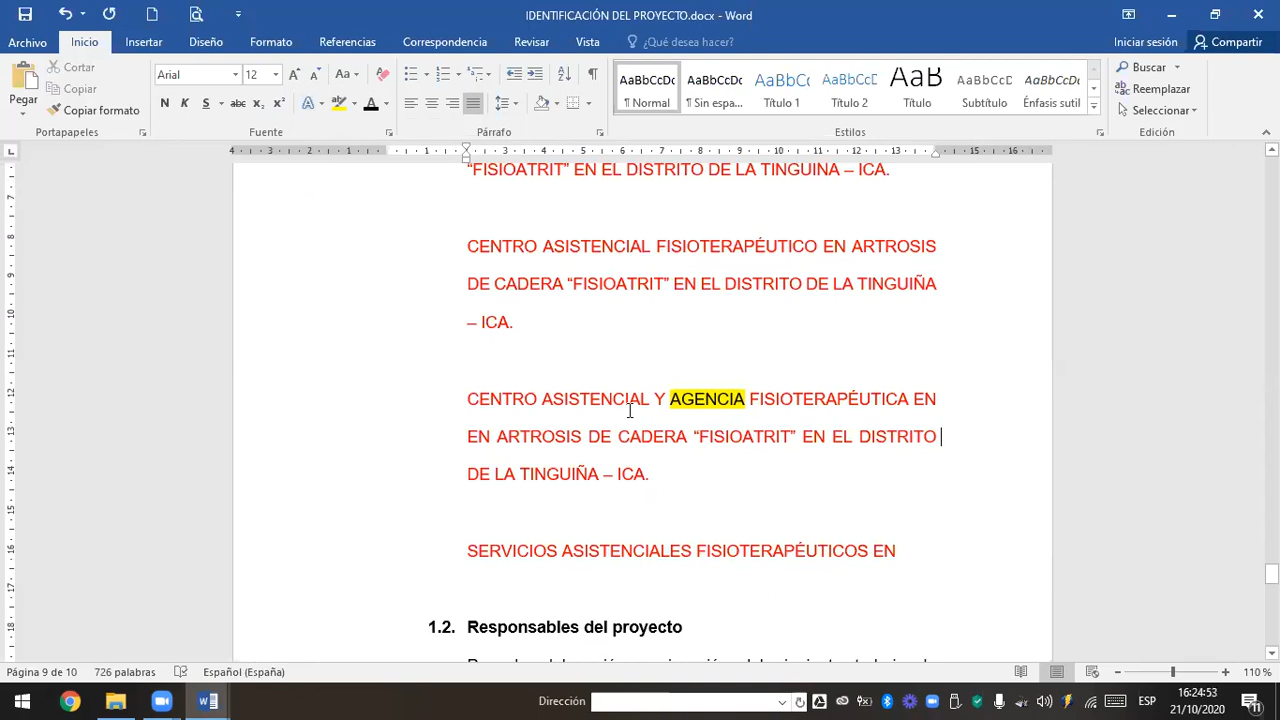 IDENTIFICACIÓN DEL PROYECTO.docx - Word
Archivo Inicio Insertar Diseño Formato Referencias Correspondencia Revisar Vista ¿Qué desea hacer? Iniciar sesión Compartir
Pegar
Cortar
Copiar
Copiar formato
Portapapeles
Arial 12
Fuente
Párrafo
AaBbCcDc AaBbCcDc AaBbCc AaBbCcD AaB AaBbCcD AaBbCcDc
¶ Normal ¶ Sin espa... Título 1 Título 2 Título Subtítulo Énfasis sutil
Estilos
Buscar
Reemplazar
Seleccionar
Edición
“FISIOATRIT” EN EL DISTRITO DE LA TINGUIÑA – ICA.
CENTRO ASISTENCIAL FISIOTERAPÉUTICO EN ARTROSIS
DE CADERA “FISIOATRIT” EN EL DISTRITO DE LA TINGUIÑA
– ICA.
CENTRO ASISTENCIAL Y AGENCIA FISIOTERAPÉUTICA EN
EN ARTROSIS DE CADERA “FISIOATRIT” EN EL DISTRITO
DE LA TINGUIÑA – ICA.
SERVICIOS ASISTENCIALES FISIOTERAPÉUTICOS EN
1.2. Responsables del proyecto
Página 9 de 10 726 palabras Español (España) 110 %
Dirección ESP 16:24:53
21/10/2020